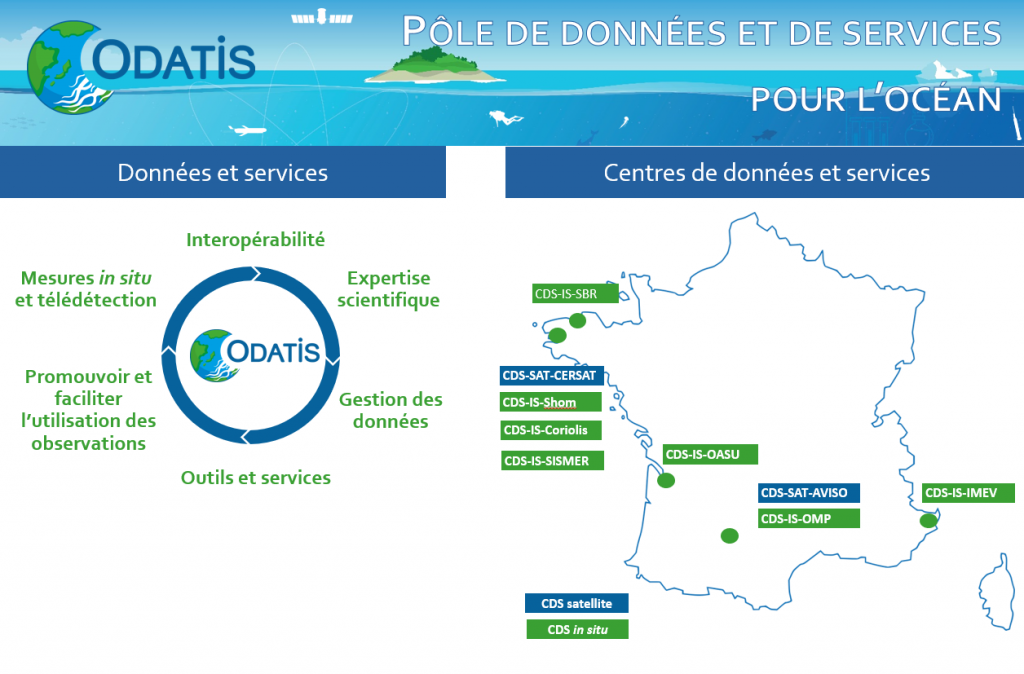 ODATIS
PÔLE DE DONNÉES ET DE SERVICES
POUR L'OCÉAN
Données et services
Interopérabilité
Mesures in situ
et télédétection
Expertise
scientifique
ODATIS
Promouvoir et
faciliter
l'utilisation des
observations
Gestion des
données
Outils et services
Centres de données et services
CDS-IS-SBR
CDS-SAT-CERSAT
CDS-IS-Shom
CDS-IS-Coriolis
CDS-IS-SISMER
CDS-IS-OASU
CDS-SAT-AVISO
CDS-IS-OMP
CDS-IS-IMEV
CDS satellite
CDS in situ